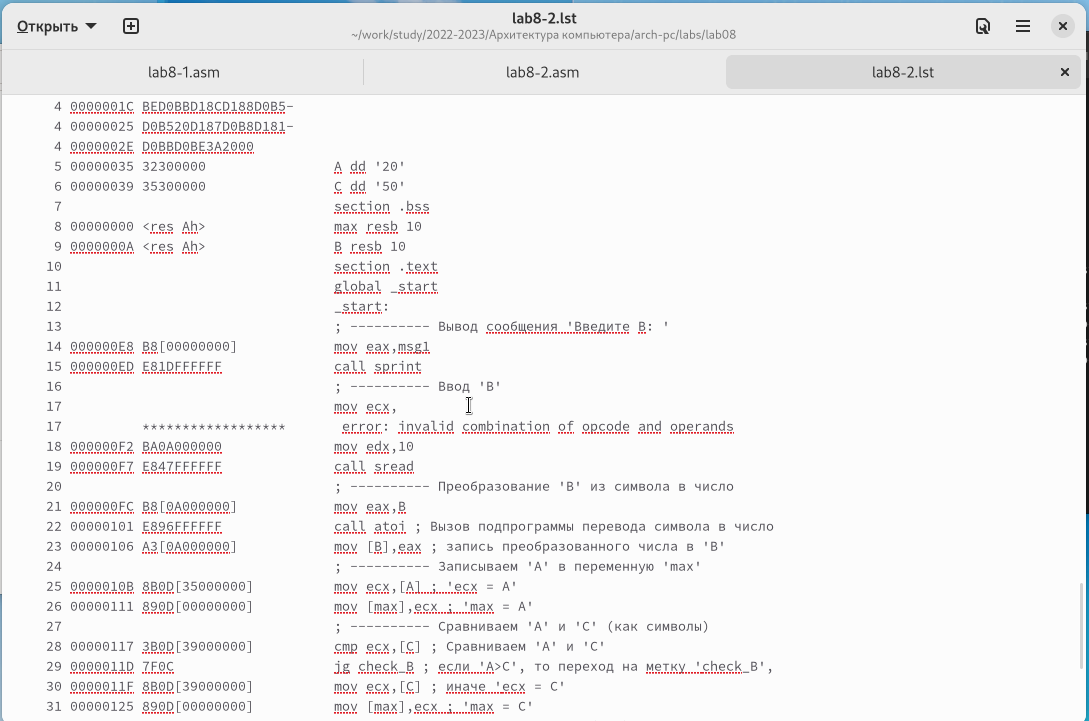 Открыть
lab8-2.lst
~/work/study/2022-2023/Архитектура компьютера/arch-pc/labs/lab08
lab8-1.asm lab8-2.asm lab8-2.lst
4 0000001C BED0BBD18CD188D0B5-
4 00000025 D0B520D187D0B8D181-
4 0000002E D0BBD0BE3A2000
5 00000035 32300000 A dd '20'
6 00000039 35300000 C dd '50'
7 section .bss
8 00000000 <res Ah> max resb 10
9 0000000A <res Ah> B resb 10
10 section .text
11 global _start
12 _start:
13 ; ---------- Вывод сообщения 'Введите B: '
14 000000E8 B8[00000000] mov eax,msg1
15 000000ED E81DFFFFFF call sprint
16 ; ---------- Ввод 'B'
17 mov ecx,
17 ****************** error: invalid combination of opcode and operands
18 000000F2 BA0A000000 mov edx,10
19 000000F7 E847FFFFFF call sread
20 ; ---------- Преобразование 'B' из символа в число
21 000000FC B8[0A000000] mov eax,B
22 00000101 E896FFFFFF call atoi ; Вызов подпрограммы перевода символа в число
23 00000106 A3[0A000000] mov [B],eax ; запись преобразованного числа в 'B'
24 ; ---------- Записываем 'A' в переменную 'max'
25 0000010B 8B0D[35000000] mov ecx,[A] ; 'ecx = A'
26 00000111 890D[00000000] mov [max],ecx ; 'max = A'
27 ; ---------- Сравниваем 'A' и 'C' (как символы)
28 00000117 3B0D[39000000] cmp ecx,[C] ; Сравниваем 'A' и 'C'
29 0000011D 7F0C jg check_B ; если 'A>C', то переход на метку 'check_B',
30 0000011F 8B0D[39000000] mov ecx,[C] ; иначе 'ecx = C'
31 00000125 890D[00000000] mov [max],ecx ; 'max = C'